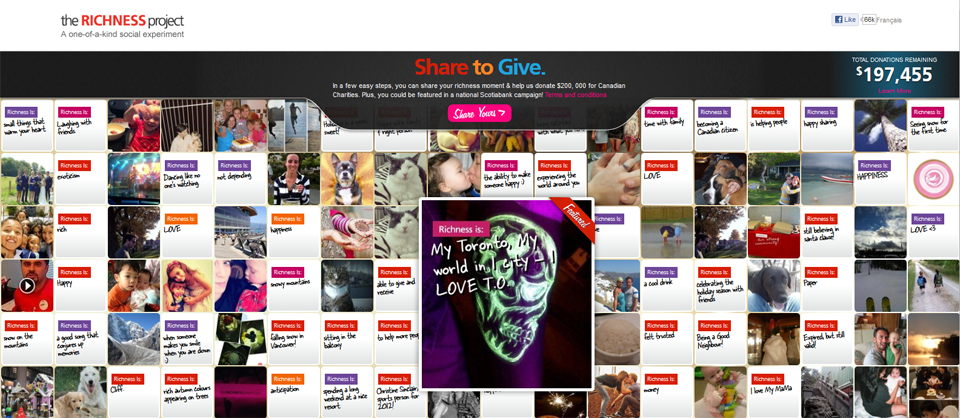 the RICHNESS project
A one-of-a-kind social experiment
Like
66k
Français
Share to Give.
In a few easy steps, you can share your richness moment & help us donate $200, 000 for Canadian
Charities. Plus, you could be featured in a national Scotiabank campaign! Terms and conditions
Share Yours >
TOTAL DONATIONS REMAINING
$197,455
Learn More
Richness Is:
small things that
warm your heart
Richness Is:
Laughing with
friends
sweet!
time with family
Richness Is:
becoming a
Canadian citizen
is helping people
happy sharing
Richness Is:
Seeing snow for
the first time
Richness Is:
exoticism
Richness Is:
Dancing like no
one's watching
Richness Is:
not depending
Richness Is:
the ability to make
someone happy :)
Richness Is:
experiencing the
world around you
Richness Is:
LOVE
Richness Is:
HAPPINESS
Richness Is:
rich
Richness Is:
LOVE
Richness Is:
happiness
Featured
Richness is:
My Toronto, My
world in 1 city - I
LOVE T.O.
Richness Is:
still believing in
santa clause!
Richness Is:
LOVE <3
Richness Is:
Happy
Richness Is:
snowy mountains
Richness Is:
able to give and
receive
Richness Is:
a cool drink
Richness Is:
celebrating the
holiday season with
friends
Richness Is:
Paper
Richness Is:
snow on the
mountains
Richness Is:
a good song that
conjures up
memories
Richness Is:
when someone
makes you smile
when you are down
:)
Richness Is:
falling snow in
Vancouver!
Richness Is:
sitting in the
balcony
Richness Is:
to help more
Richness Is:
felt trusted
Richness Is:
Being a Good
Neighbour!
Richness Is:
Expired, but still
valid!
Richness Is:
Cliff.
Richness Is:
rich autumn colours
appearing on trees
Richness Is:
anticipation
Richness Is:
spending a long
weekend at a nice
resort
Richness Is:
Christine Sinclair,
sports person for
2012!
Richness Is:
money
Richness Is:
I love My MaMa